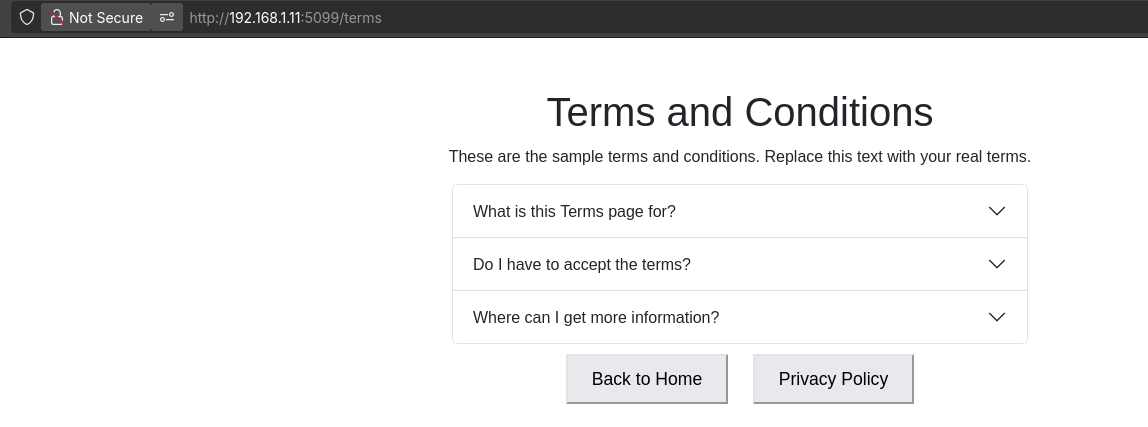 Not Secure http://192.168.1.11:5099/terms
Terms and Conditions
These are the sample terms and conditions. Replace this text with your real terms.
What is this Terms page for?
Do I have to accept the terms?
Where can I get more information?
Back to Home Privacy Policy